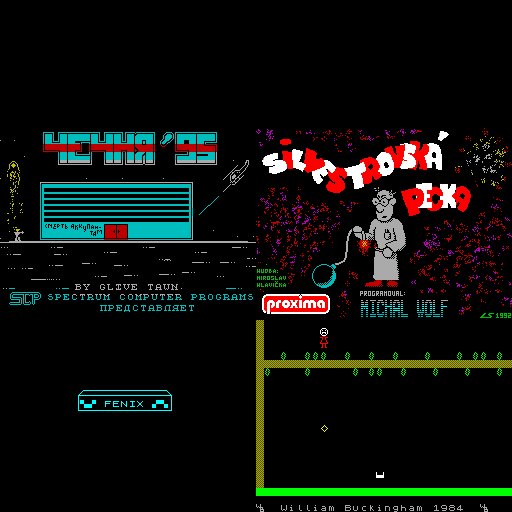 ЧЕЧНЯ '95
СМЕРТЬ АККУПАН-
ТАМ
BY GLIVE TAUN.
SCP SPECTRUM COMPUTER PROGRAMS
ПРЕДСТАВЛЯЕТ
SILVESTROVSKÁ
PECKA
HUDBA:
MIROSLAV
HLAVIČKA
proxima
PROGRAMOVAL:
MICHAL WOLF
1992
FENIX
William Buckingham 1984